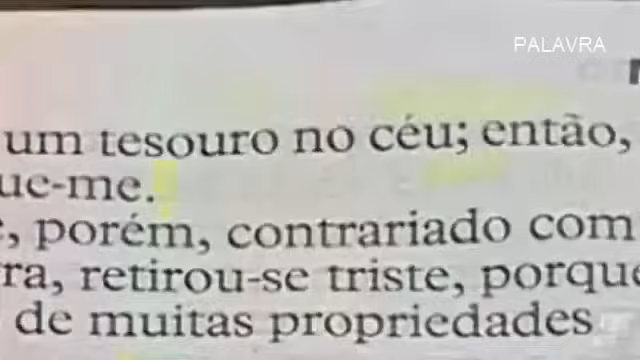 PALAVRA
um tesouro no céu; então,
ue-me.
, porém, contrariado com
ra, retirou-se triste, porque
de muitas propriedades